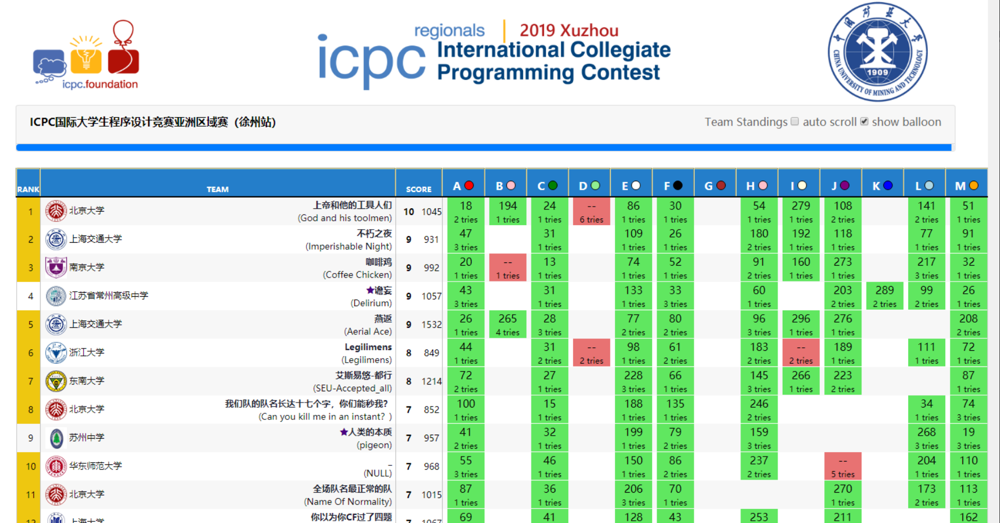 icpc.foundation
regionals 2019 Xuzhou
icpc International Collegiate
Programming Contest
中国矿业大学
CHINA UNIVERSITY OF MINING AND TECHNOLOGY
1909
ICPC国际大学生程序设计竞赛亚洲区域赛（徐州站） Team Standings auto scroll show balloon
RANK TEAM SCORE A B C D E F G H I J K L M
1 北京大学 上帝和他的工具人们 10 1045 18 194 24 -- 86 30 54 279 108 141 51
(God and his toolmen) 2 tries 1 tries 1 tries 6 tries 1 tries 1 tries 1 tries 1 tries 2 tries 2 tries 1 tries
2 上海交通大学 不朽之夜 9 931 47 31 109 26 180 192 118 77 91
(Imperishable Night) 3 tries 1 tries 1 tries 1 tries 2 tries 1 tries 1 tries 1 tries 1 tries
3 南京大学 咖啡鸡 9 992 20 -- 13 74 52 91 160 273 217 32
(Coffee Chicken) 1 tries 1 tries 1 tries 1 tries 1 tries 2 tries 1 tries 1 tries 3 tries 1 tries
4 江苏省常州高级中学 ★谵妄 9 1057 43 31 133 33 60 203 289 99 26
(Delirium) 3 tries 1 tries 1 tries 3 tries 1 tries 2 tries 2 tries 2 tries 1 tries
5 上海交通大学 燕返 9 1532 26 265 28 77 80 96 296 276 208
(Aerial Ace) 1 tries 4 tries 3 tries 2 tries 2 tries 3 tries 1 tries 1 tries 2 tries
6 浙江大学 Legilimens 8 849 44 31 -- 98 61 183 -- 189 111 72
(Legilimens) 1 tries 2 tries 2 tries 1 tries 2 tries 2 tries 2 tries 1 tries 1 tries 1 tries
7 东南大学 艾斯易悠-都行 8 1214 72 27 228 66 145 266 223 87
(SEU-Accepted_all) 2 tries 1 tries 3 tries 1 tries 3 tries 1 tries 2 tries 1 tries
8 北京大学 我们队的队名长达十七个字，你们能秒我？ 7 852 100 15 188 135 246 34 74
(Can you kill me in an instant？) 1 tries 1 tries 1 tries 1 tries 2 tries 1 tries 3 tries
9 苏州中学 ★人类的本质 7 957 41 32 199 79 159 268 19
(pigeon) 2 tries 1 tries 1 tries 2 tries 3 tries 3 tries 3 tries
10 华东师范大学 _ 7 968 55 46 150 86 237 -- 204 110
(NULL) 3 tries 1 tries 1 tries 2 tries 2 tries 5 tries 1 tries 1 tries
11 北京大学 全场队名最正常的队 7 1015 87 36 206 70 270 173 113
(Name Of Normality) 1 tries 1 tries 3 tries 1 tries 1 tries 2 tries 1 tries
12 上海大学 你以为你CF过了四题 7 1067 69 41 128 43 253 211 162